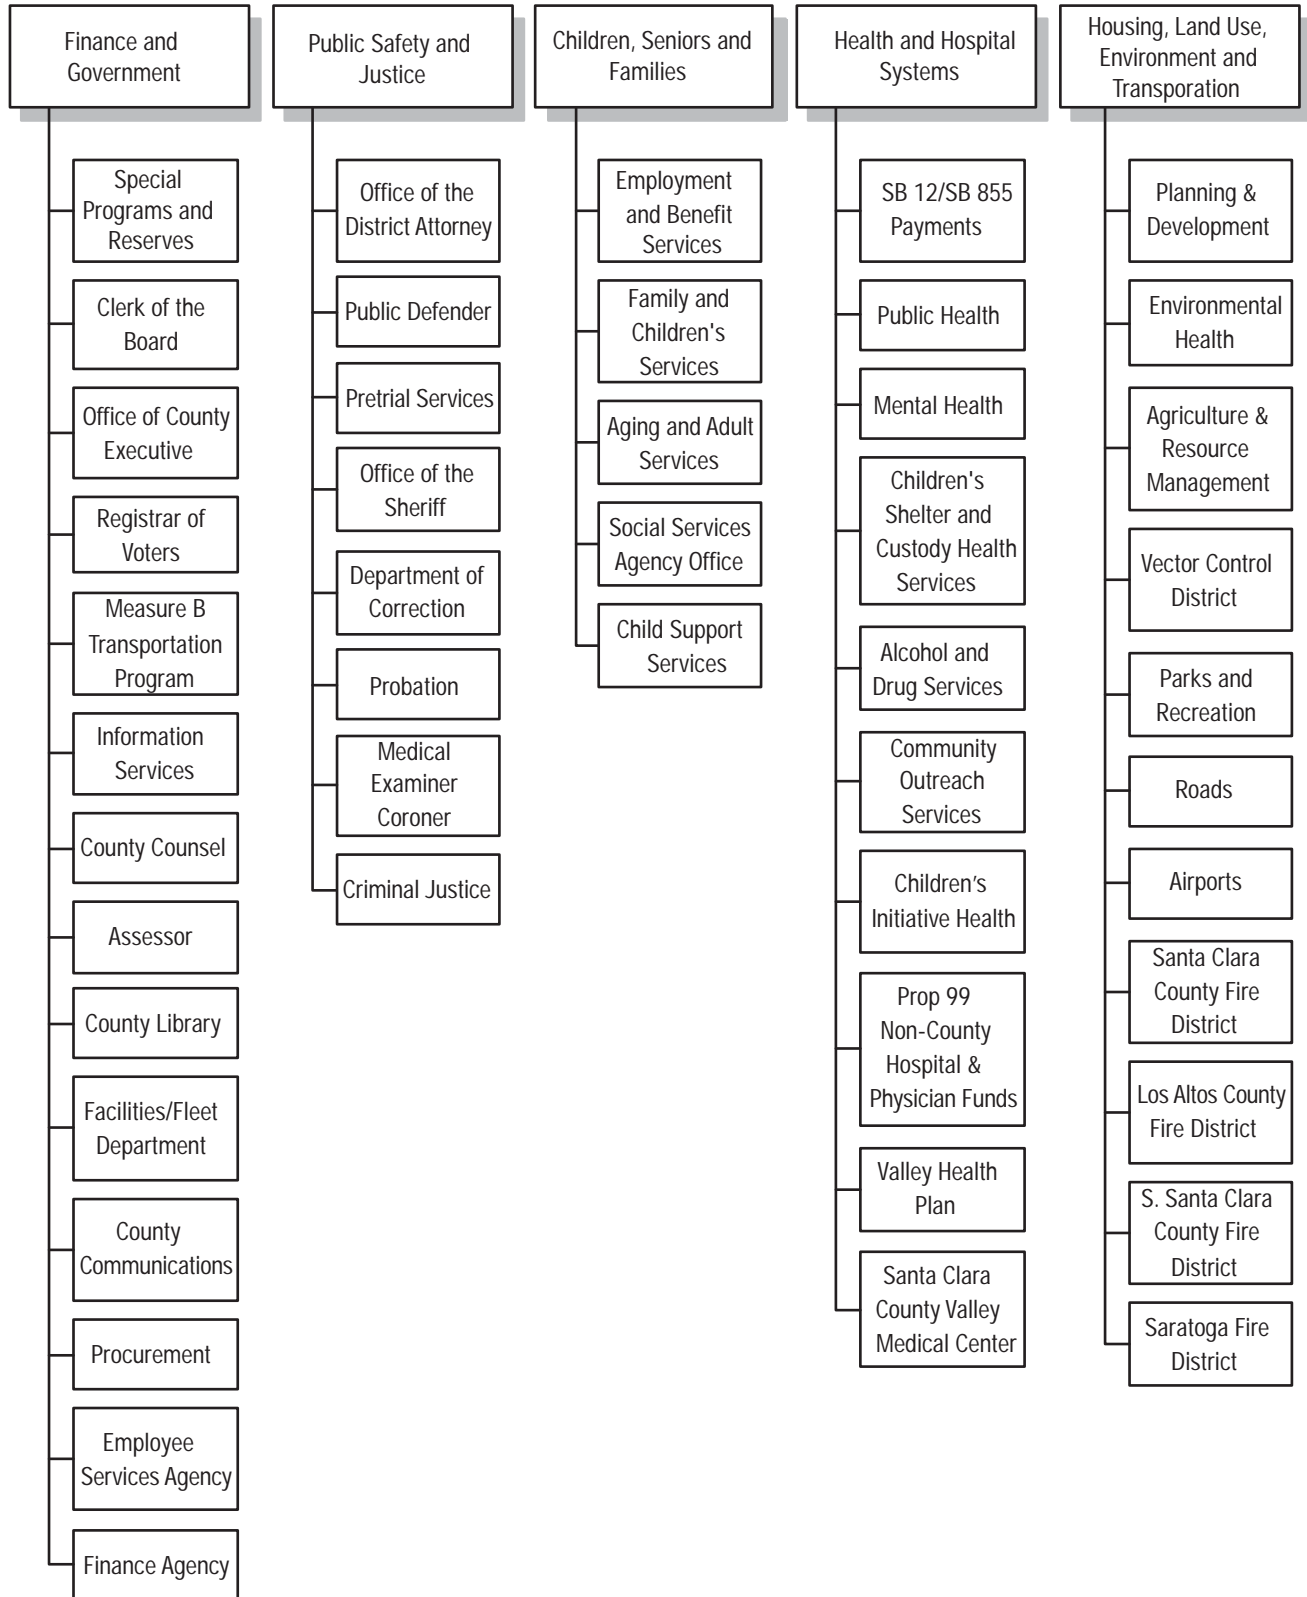 Finance and
Government
Special
Programs and
Reserves
Clerk of the
Board
Office of County
Executive
Registrar of
Voters
Measure B
Transportation
Program
Information
Services
County Counsel
Assessor
County Library
Facilities/Fleet
Department
County
Communications
Procurement
Employee
Services Agency
Finance Agency
Public Safety and
Justice
Office of the
District Attorney
Public Defender
Pretrial Services
Office of the
Sheriff
Department of
Correction
Probation
Medical
Examiner
Coroner
Criminal Justice
Children, Seniors and
Families
Employment
and Benefit
Services
Family and
Children's
Services
Aging and Adult
Services
Social Services
Agency Office
Child Support
Services
Health and Hospital
Systems
SB 12/SB 855
Payments
Public Health
Mental Health
Children's
Shelter and
Custody Health
Services
Alcohol and
Drug Services
Community
Outreach
Services
Children’s
Initiative Health
Prop 99
Non-County
Hospital &
Physician Funds
Valley Health
Plan
Santa Clara
County Valley
Medical Center
Housing, Land Use,
Environment and
Transporation
Planning &
Development
Environmental
Health
Agriculture &
Resource
Management
Vector Control
District
Parks and
Recreation
Roads
Airports
Santa Clara
County Fire
District
Los Altos County
Fire District
S. Santa Clara
County Fire
District
Saratoga Fire
District